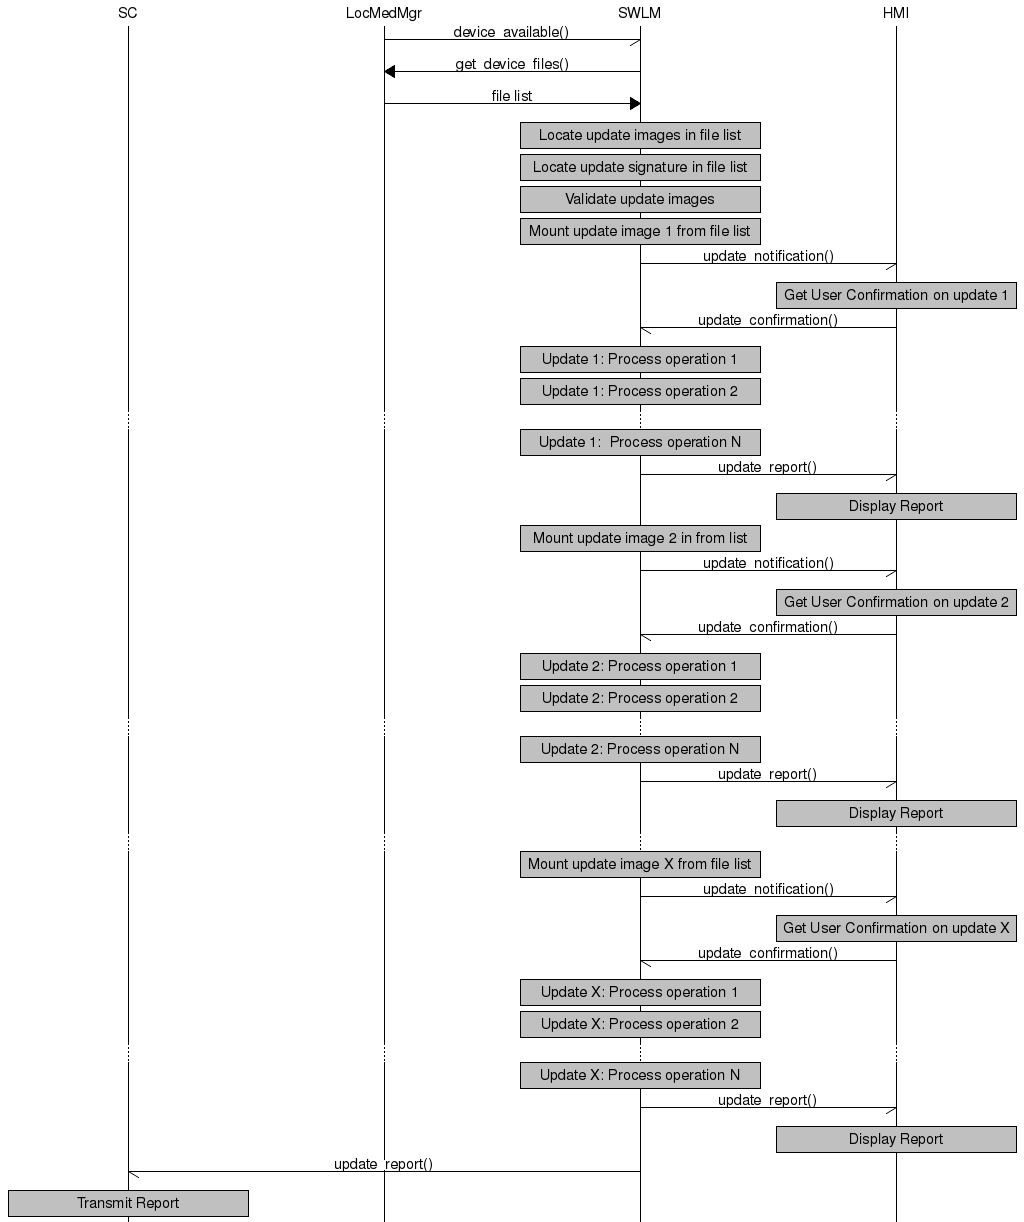 SC LocMedMgr SWLM HMI
device_available()
get_device_files()
file list
Locate update images in file list
Locate update signature in file list
Validate update images
Mount update image 1 from file list
update_notification()
Get User Confirmation on update 1
update_confirmation()
Update 1: Process operation 1
Update 1: Process operation 2
Update 1: Process operation N
update_report()
Display Report
Mount update image 2 in from list
update_notification()
Get User Confirmation on update 2
update_confirmation()
Update 2: Process operation 1
Update 2: Process operation 2
Update 2: Process operation N
update_report()
Display Report
Mount update image X from file list
update_notification()
Get User Confirmation on update X
update_confirmation()
Update X: Process operation 1
Update X: Process operation 2
Update X: Process operation N
update_report()
Display Report
update_report()
Transmit Report